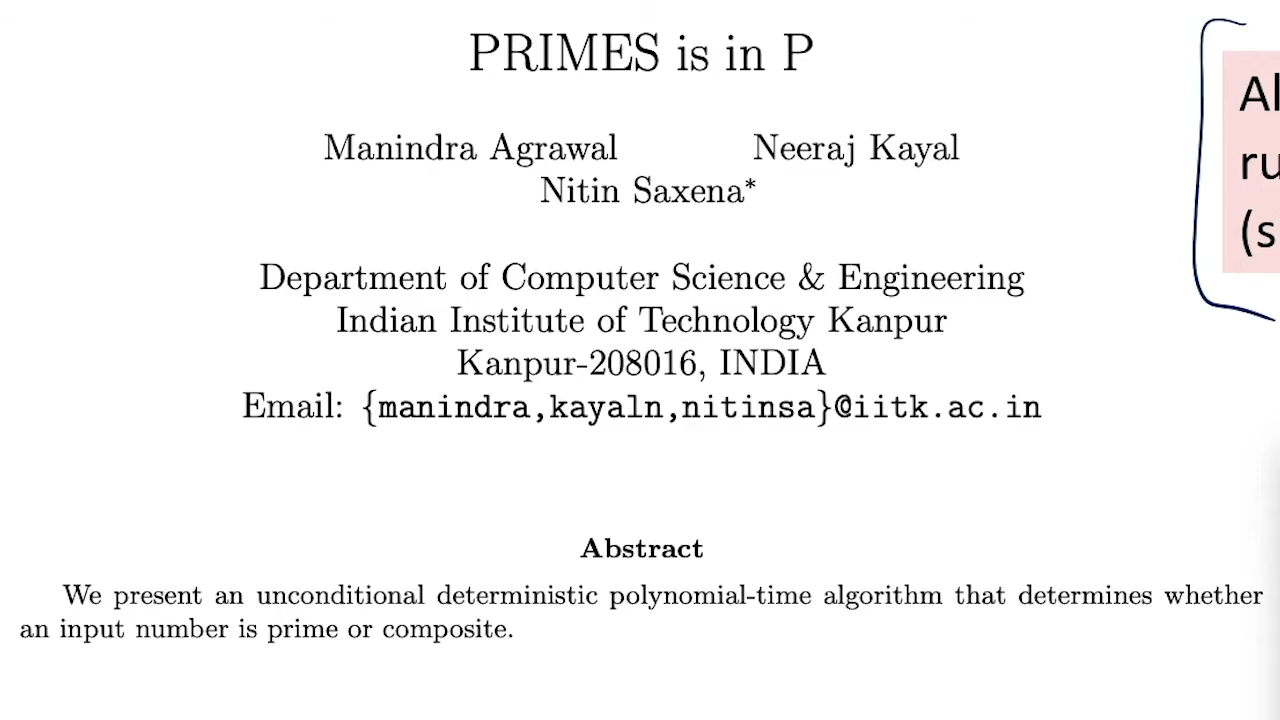 PRIMES is in P
Manindra Agrawal Neeraj Kayal
Nitin Saxena*
Department of Computer Science & Engineering
Indian Institute of Technology Kanpur
Kanpur-208016, INDIA
Email: {manindra,kayaln,nitinsa}@iitk.ac.in
Abstract
We present an unconditional deterministic polynomial-time algorithm that determines whether
an input number is prime or composite.